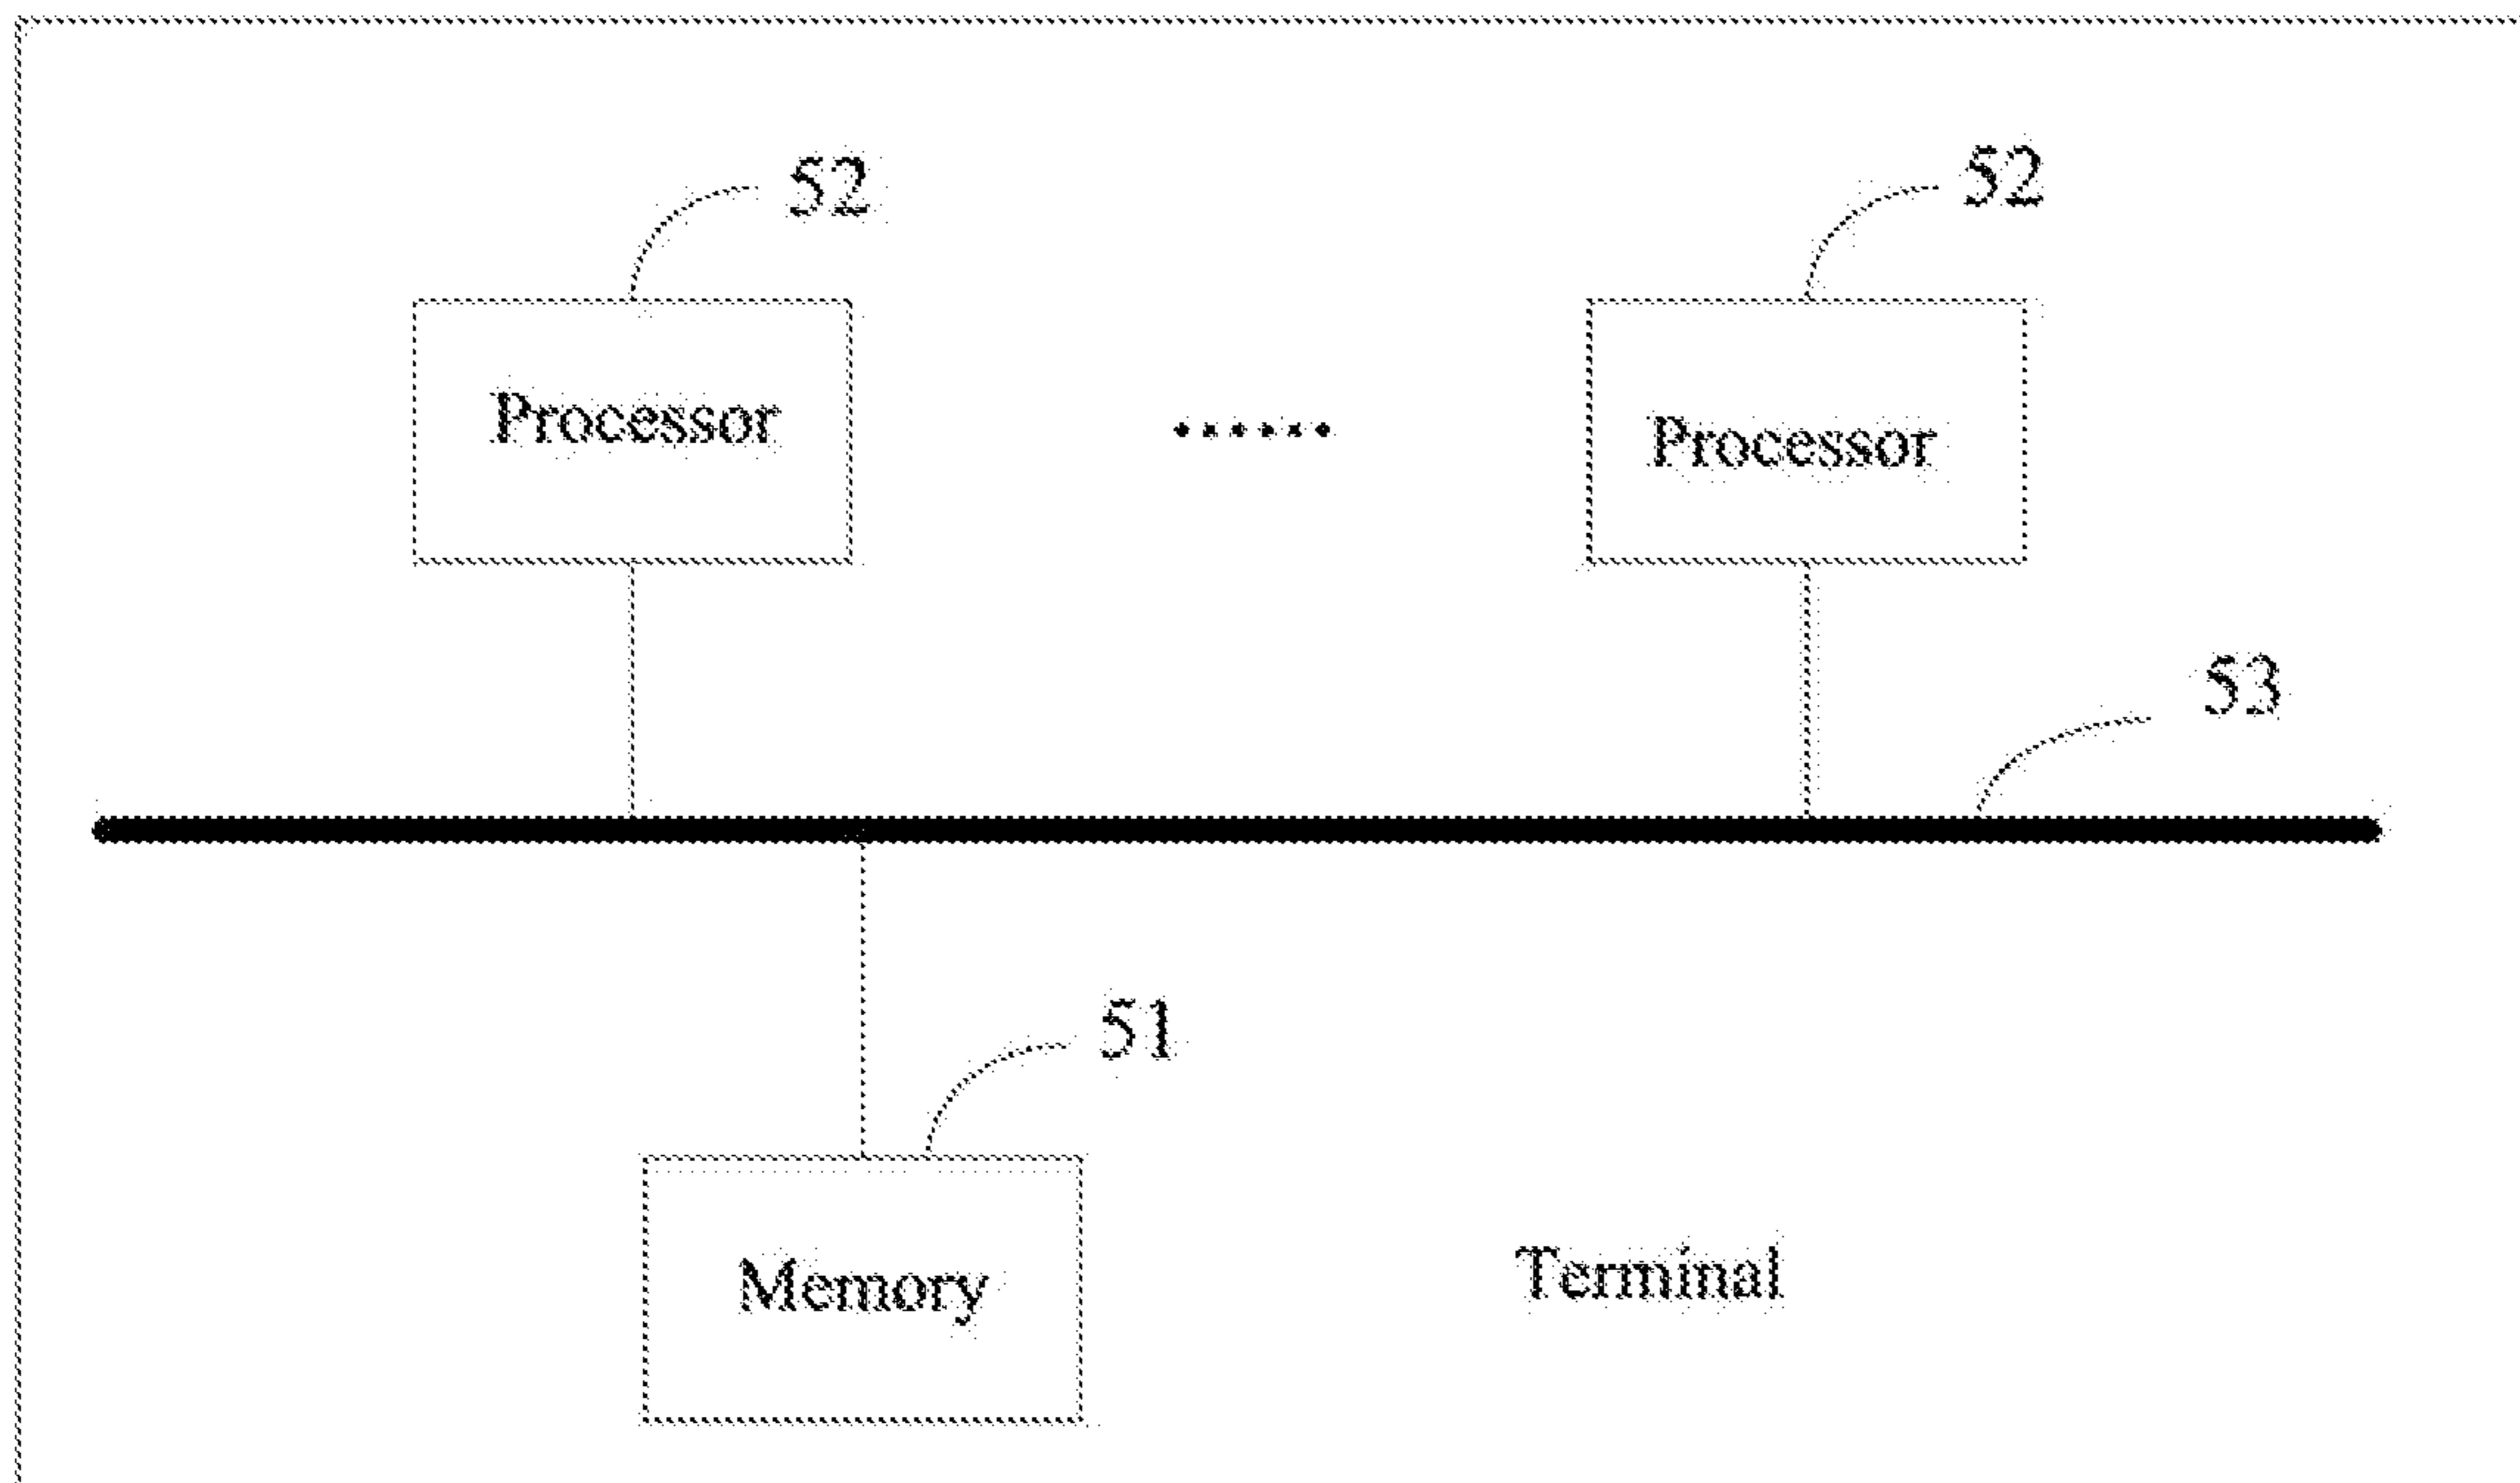 52
52
Processor
......
Processor
53
51
Memory
Terminal